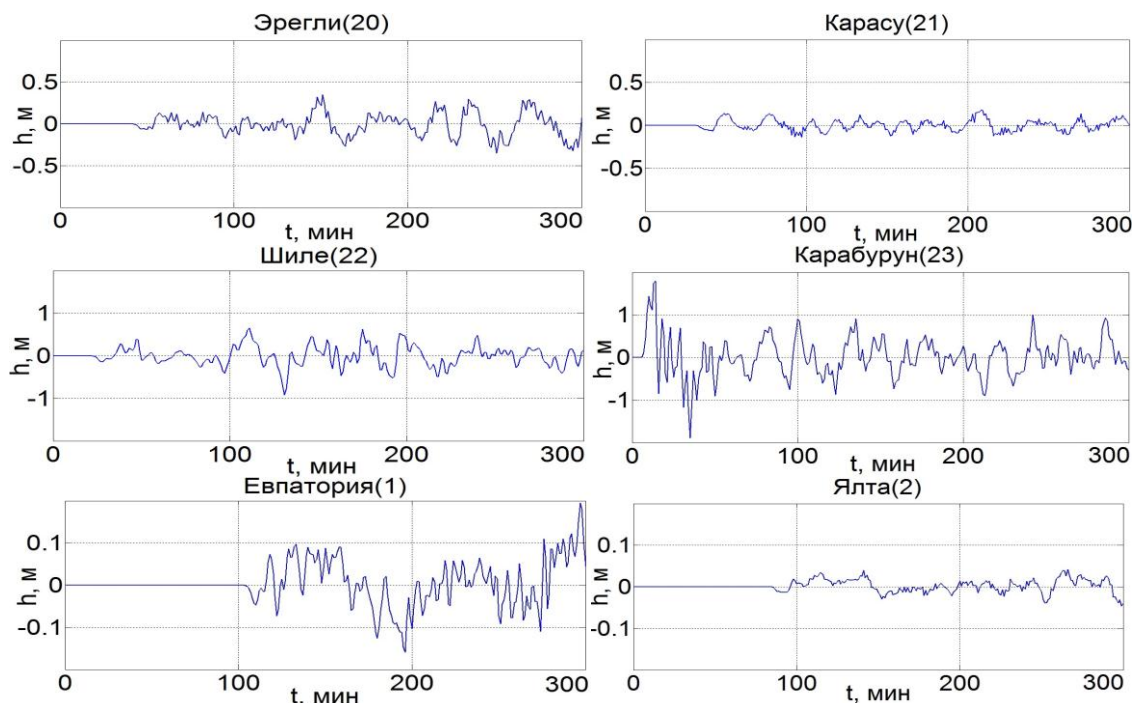 Эрегли(20)
0.5
0
-0.5
h, м
0 100 200 300
t, мин
Карасу(21)
0.5
0
-0.5
h, м
0 100 200 300
t, мин
Шиле(22)
1
0
-1
h, м
0 100 200 300
t, мин
Карабурун(23)
1
0
-1
h, м
0 100 200 300
t, мин
Евпатория(1)
0.1
0
-0.1
h, м
0 100 200 300
t, мин
Ялта(2)
0.1
0
-0.1
h, м
0 100 200 300
t, мин